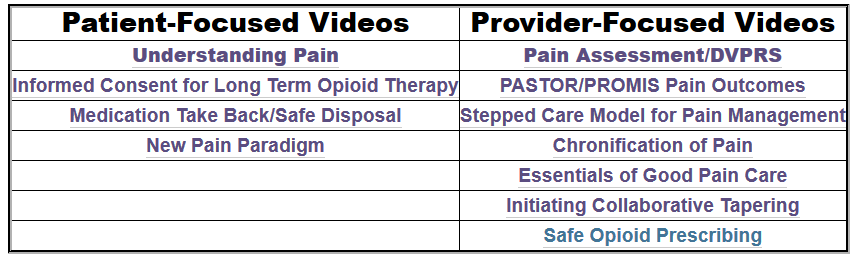 Patient-Focused Videos Provider-Focused Videos
Understanding Pain Pain Assessment/DVPRS
Informed Consent for Long Term Opioid Therapy PASTOR/PROMIS Pain Outcomes
Medication Take Back/Safe Disposal Stepped Care Model for Pain Management
New Pain Paradigm Chronification of Pain
Essentials of Good Pain Care
Initiating Collaborative Tapering
Safe Opioid Prescribing